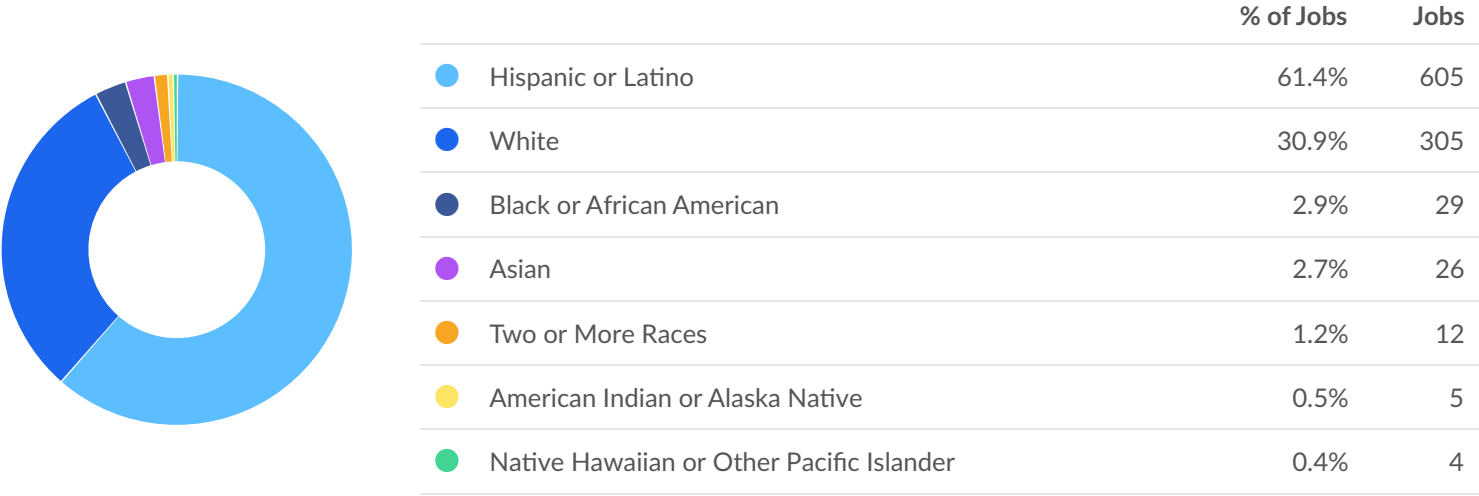 % of Jobs Jobs
Hispanic or Latino 61.4% 605
White 30.9% 305
Black or African American 2.9% 29
Asian 2.7% 26
Two or More Races 1.2% 12
American Indian or Alaska Native 0.5% 5
Native Hawaiian or Other Pacific Islander 0.4% 4